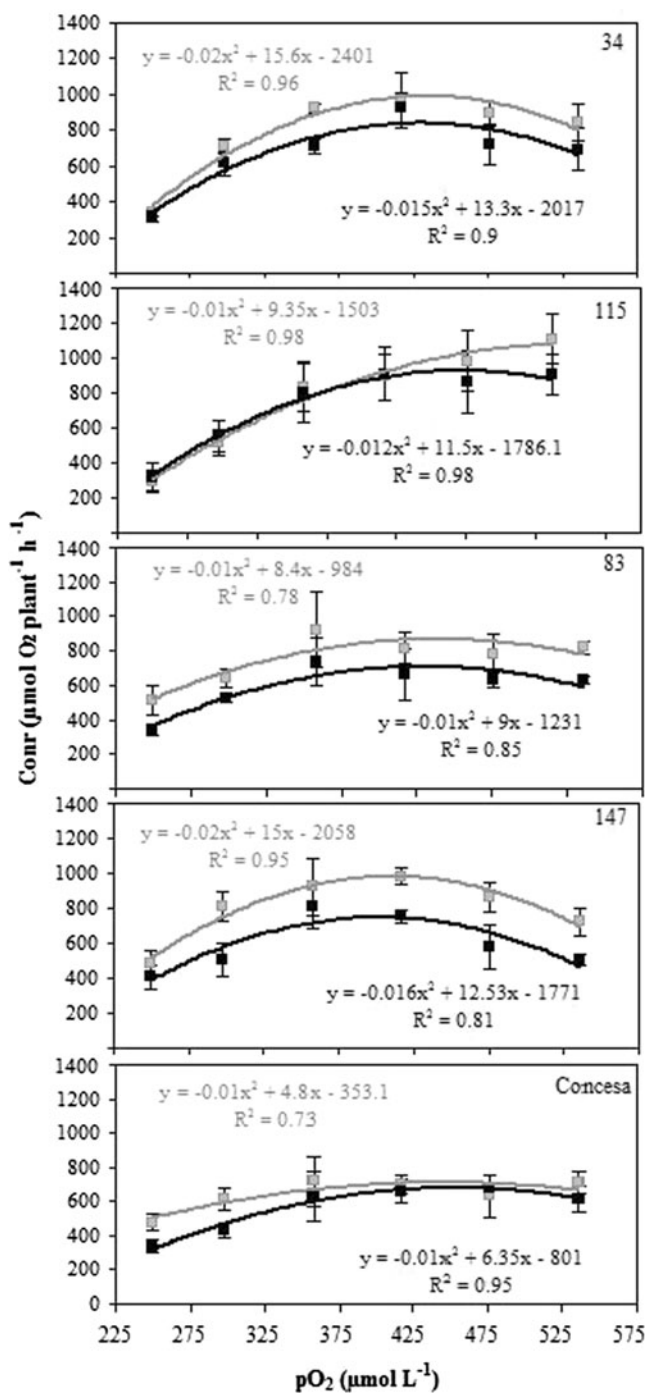 Conr (μmol O₂ plant⁻¹ h⁻¹)
1400
1200
1000
800
600
400
200
34
y = -0.02x² + 15.6x - 2401
R² = 0.96
y = -0.015x² + 13.3x - 2017
R² = 0.9
1400
1200
1000
800
600
400
200
115
y = -0.01x² + 9.35x - 1503
R² = 0.98
y = -0.012x² + 11.5x - 1786.1
R² = 0.98
1400
1200
1000
800
600
400
200
83
y = -0.01x² + 8.4x - 984
R² = 0.78
y = -0.01x² + 9x - 1231
R² = 0.85
1400
1200
1000
800
600
400
200
147
y = -0.02x² + 15x - 2058
R² = 0.95
y = -0.016x² + 12.53x - 1771
R² = 0.81
1400
1200
1000
800
600
400
200
0
Concesa
y = -0.01x² + 4.8x - 353.1
R² = 0.73
y = -0.01x² + 6.35x - 801
R² = 0.95
225 275 325 375 425 475 525 575
pO₂ (μmol L⁻¹)